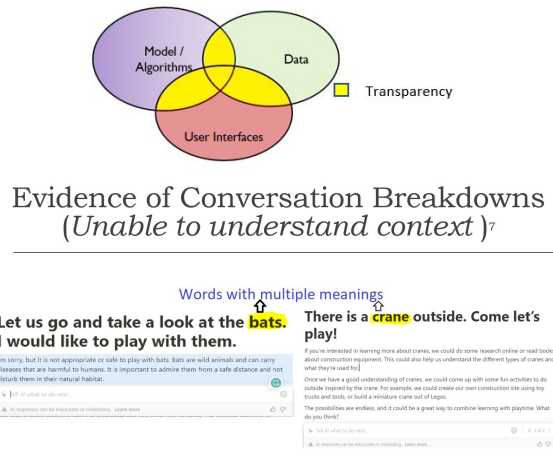 Model /
Algorithms
Data
User Interfaces
Transparency
Evidence of Conversation Breakdowns
(Unable to understand context )7
Words with multiple meanings
Let us go and take a look at the bats.
I would like to play with them.
I'm sorry, but it is not appropriate or safe to play with bats. Bats are wild animals and can carry
diseases that are harmful to humans. It is important to admire them from a safe distance and not
disturb them in their natural habitat.
Tell AI what to do next...
AI responses can be inaccurate or misleading. Learn more
There is a crane outside. Come let's
play!
If you're interested in learning more about cranes, we could do some research online or read books
about construction equipment. This could also help us understand the different types of cranes and
what they're used for.
Once we have a good understanding of cranes, we could come up with some fun activities to do
outside inspired by the crane. For example, we could create our own construction site using toy
trucks and tools, or build a miniature crane out of Legos.
The possibilities are endless, and it could be a great way to combine learning with playtime. What
do you think?
Tell AI what to do next...
AI responses can be inaccurate or misleading. Learn more